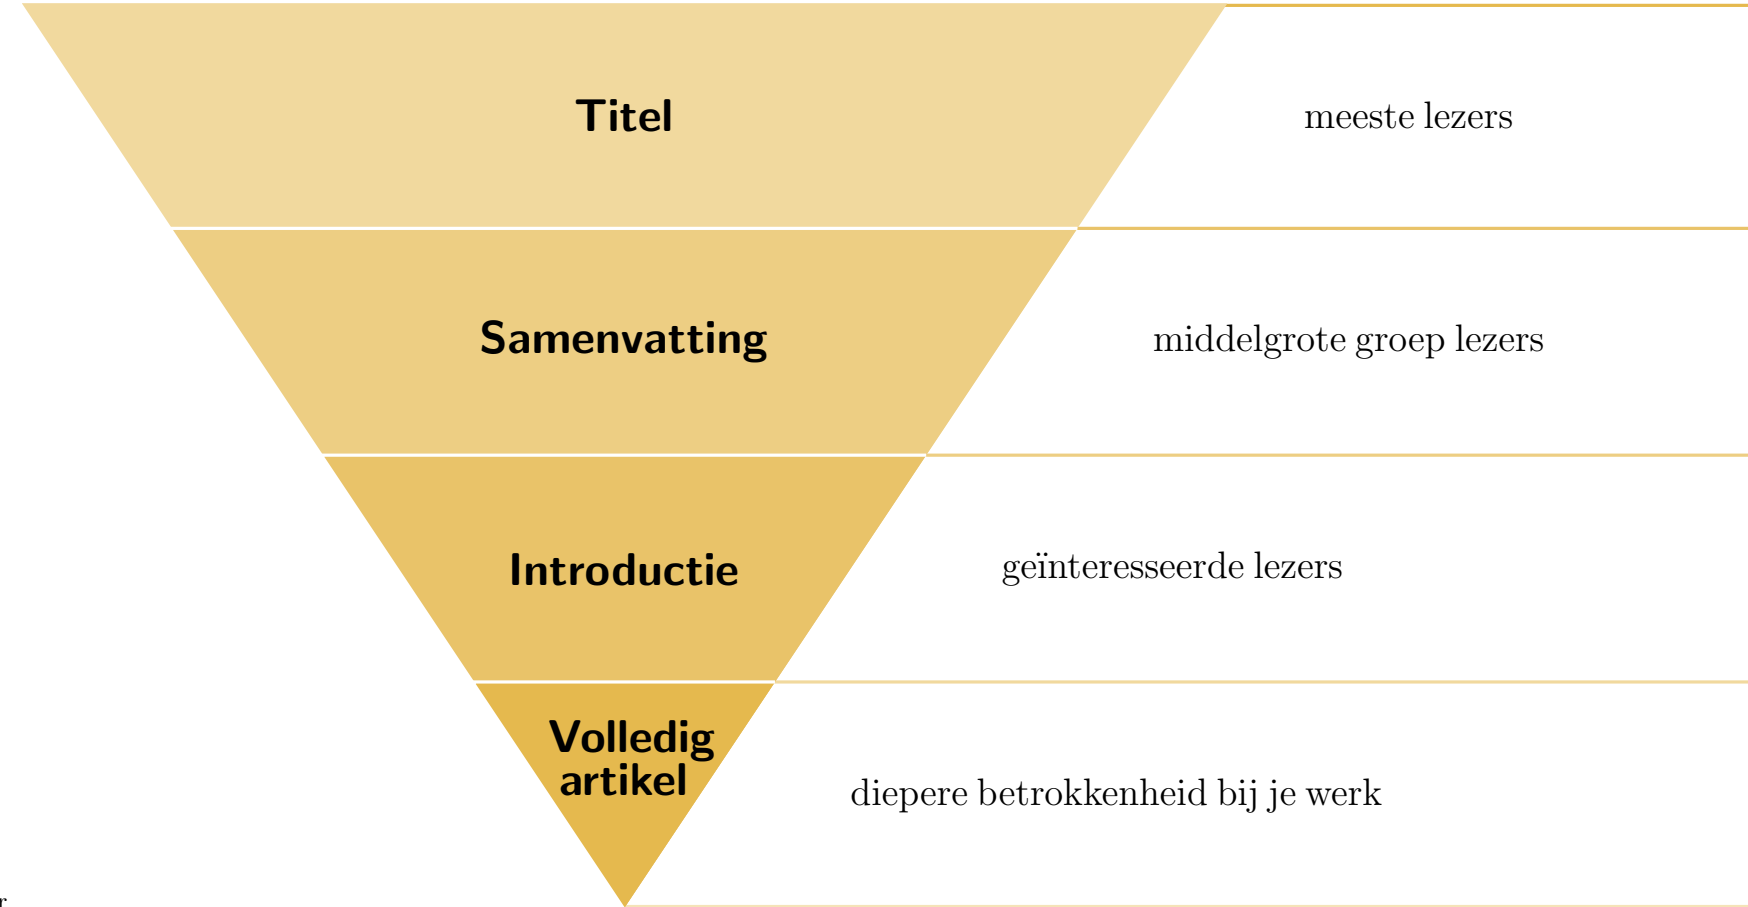 Titel
meeste lezers
Samenvatting
middelgrote groep lezers
Introductie
geïnteresseerde lezers
Volledig
artikel
diepere betrokkenheid bij je werk
r